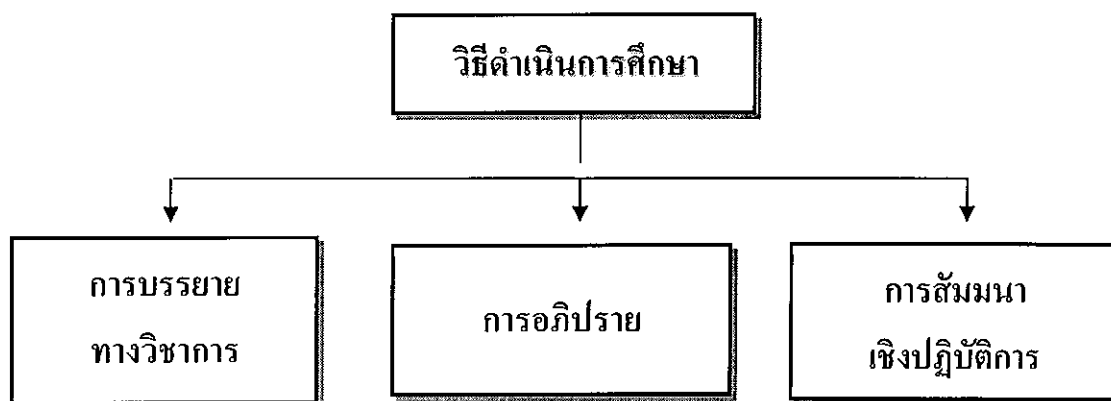 วิธีดำเนินการศึกษา
การบรรยาย
ทางวิชาการ
การอภิปราย
การสัมมนา
เชิงปฏิบัติการ